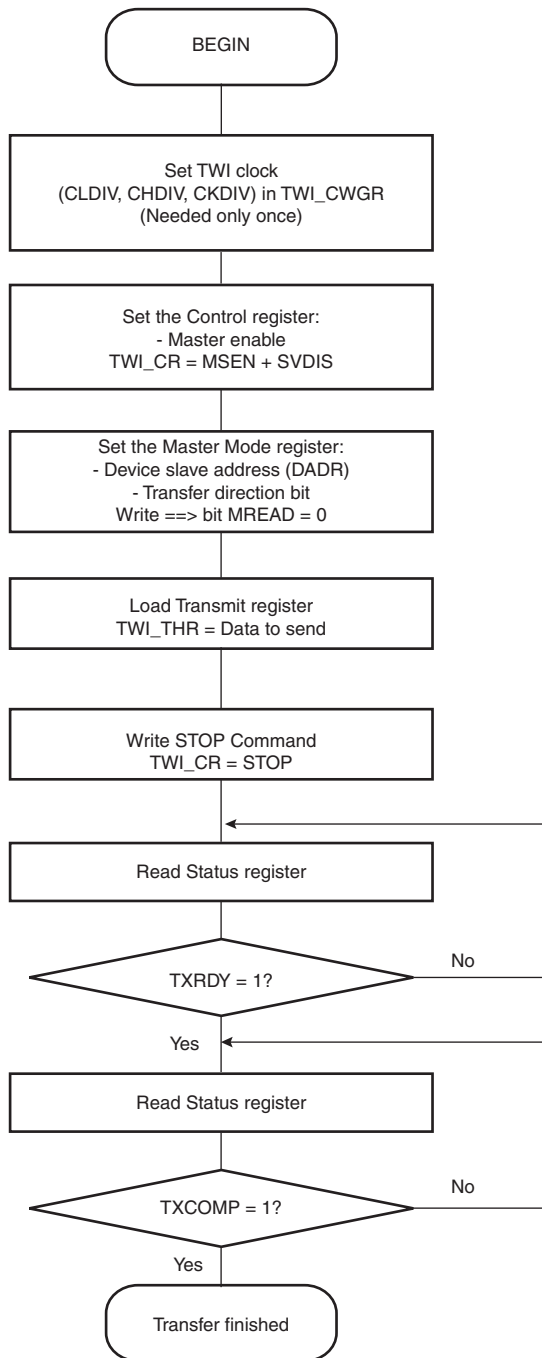 BEGIN
Set TWI clock
(CLDIV, CHDIV, CKDIV) in TWI_CWGR
(Needed only once)
Set the Control register:
- Master enable
TWI_CR = MSEN + SVDIS
Set the Master Mode register:
- Device slave address (DADR)
- Transfer direction bit
Write ==> bit MREAD = 0
Load Transmit register
TWI_THR = Data to send
Write STOP Command
TWI_CR = STOP
Read Status register
TXRDY = 1?
No
Yes
Read Status register
TXCOMP = 1?
No
Yes
Transfer finished